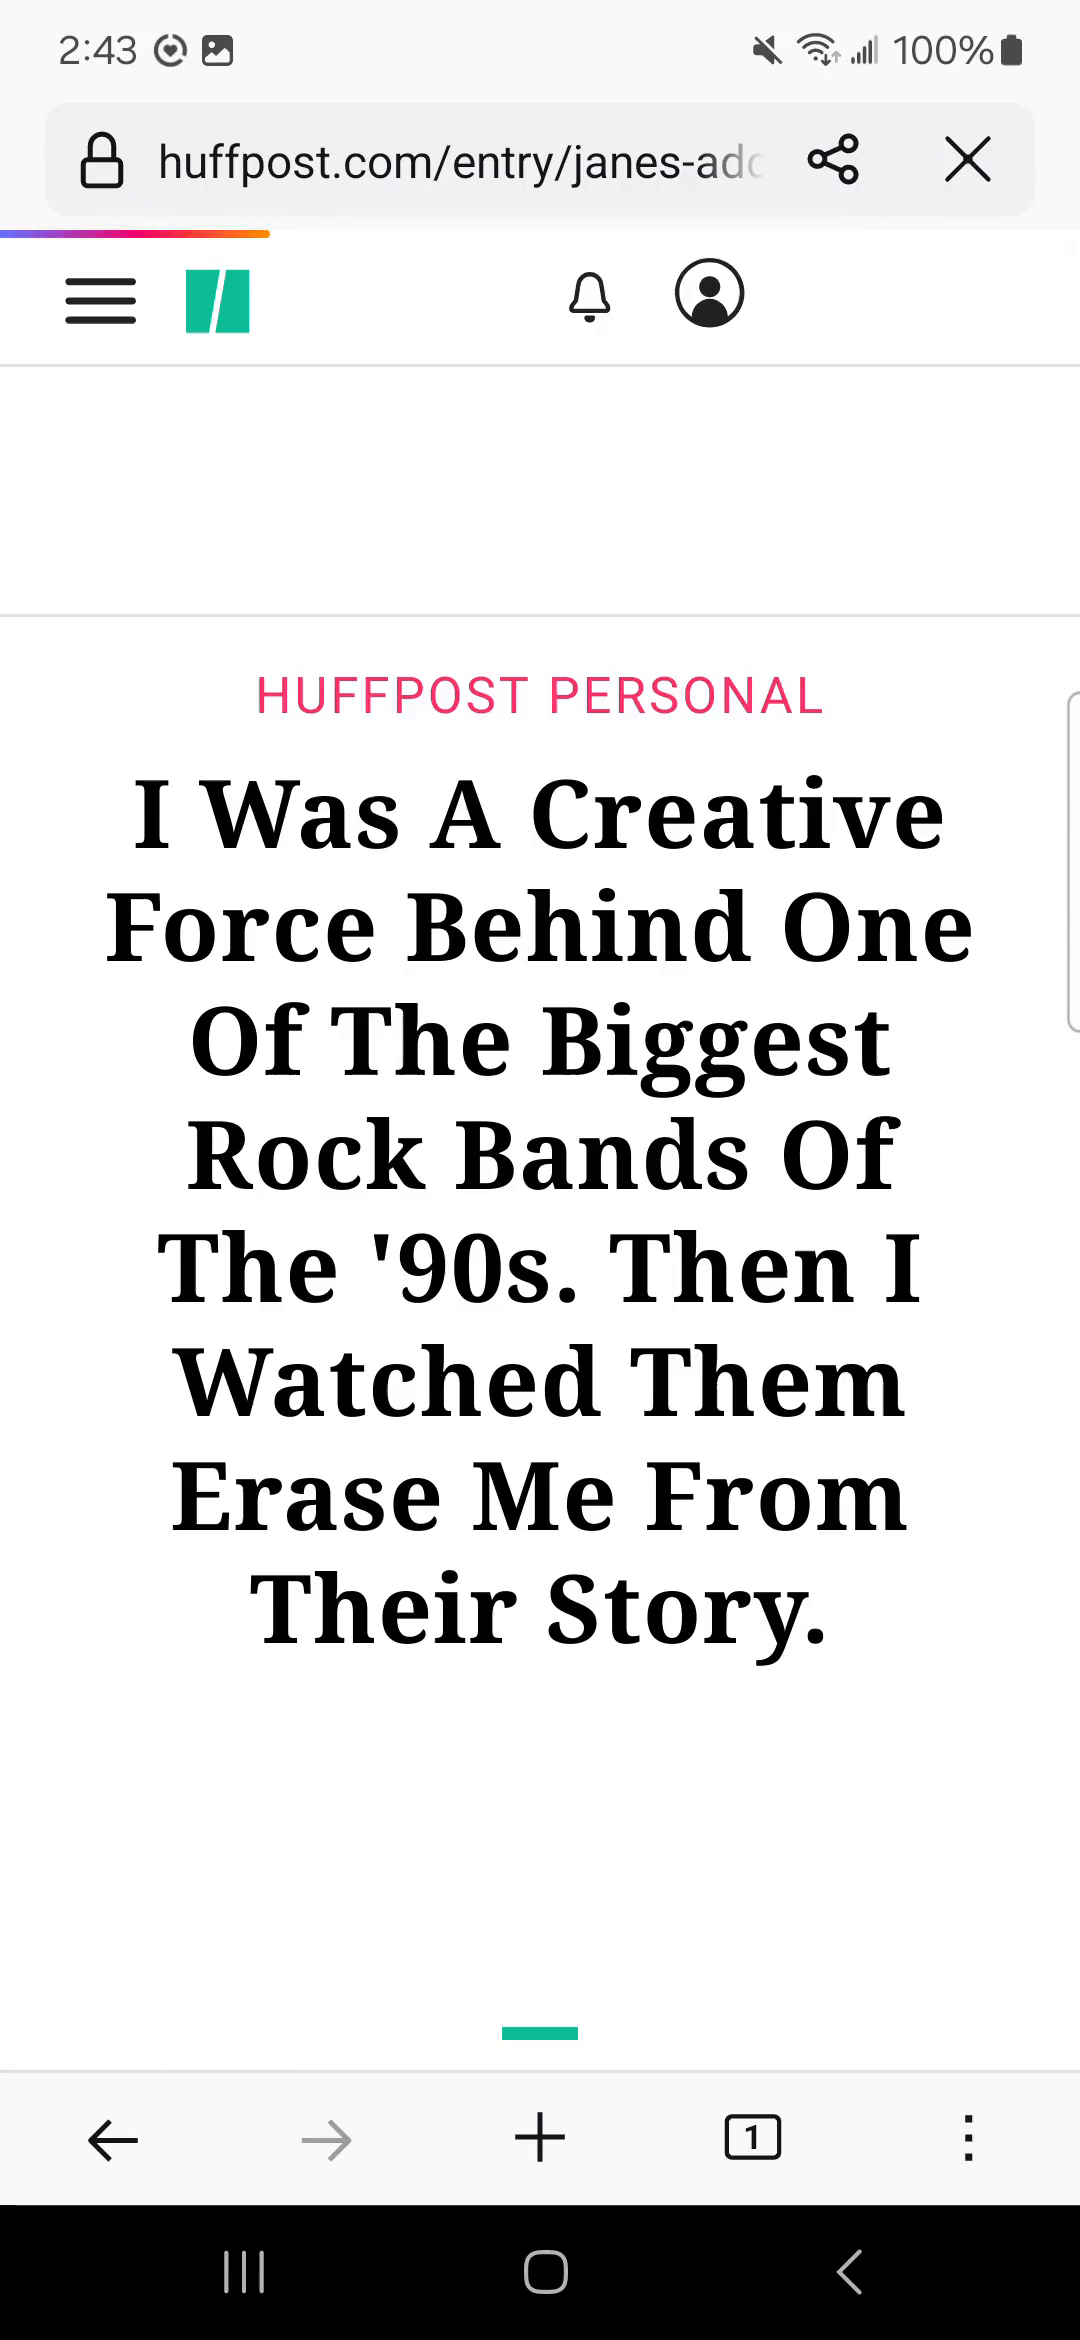 2:43 100%
huffpost.com/entry/janes-add
HUFFPOST PERSONAL
I Was A Creative
Force Behind One
Of The Biggest
Rock Bands Of
The '90s. Then I
Watched Them
Erase Me From
Their Story.
1